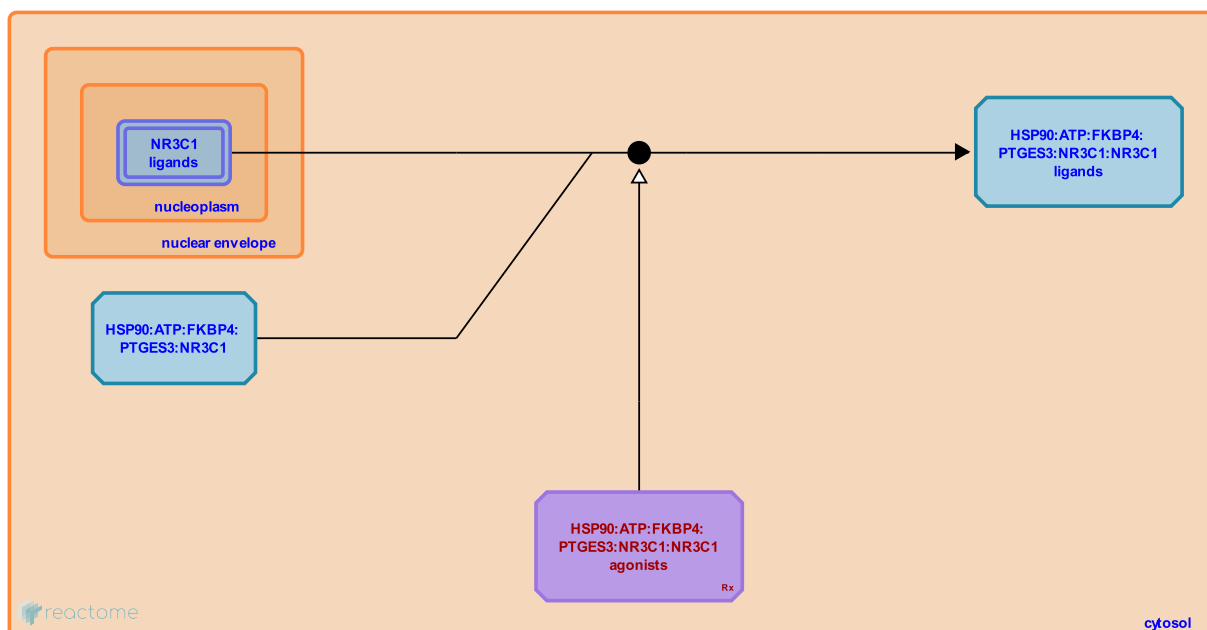 NR3C1
ligands
nucleoplasm
nuclear envelope
HSP90:ATP:FKBP4:
PTGES3:NR3C1:NR3C1
ligands
HSP90:ATP:FKBP4:
PTGES3:NR3C1
HSP90:ATP:FKBP4:
PTGES3:NR3C1:NR3C1
agonists
Rx
reactome
cytosol